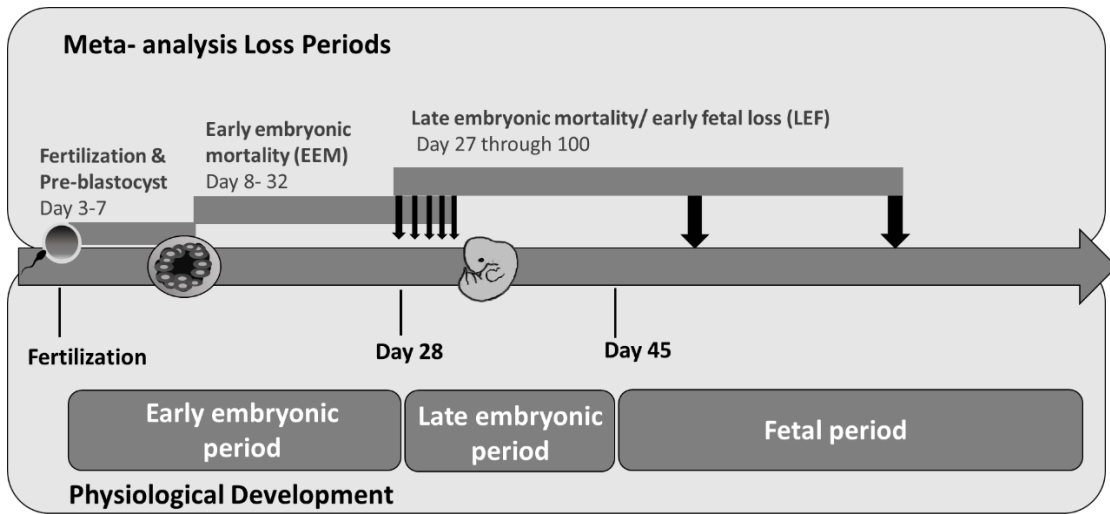 Meta- analysis Loss Periods
Fertilization &
Pre-blastocyst
Day 3-7
Early embryonic
mortality (EEM)
Day 8- 32
Late embryonic mortality/ early fetal loss (LEF)
Day 27 through 100
Fertilization
Day 28
Day 45
Early embryonic
period
Late embryonic
period
Fetal period
Physiological Development